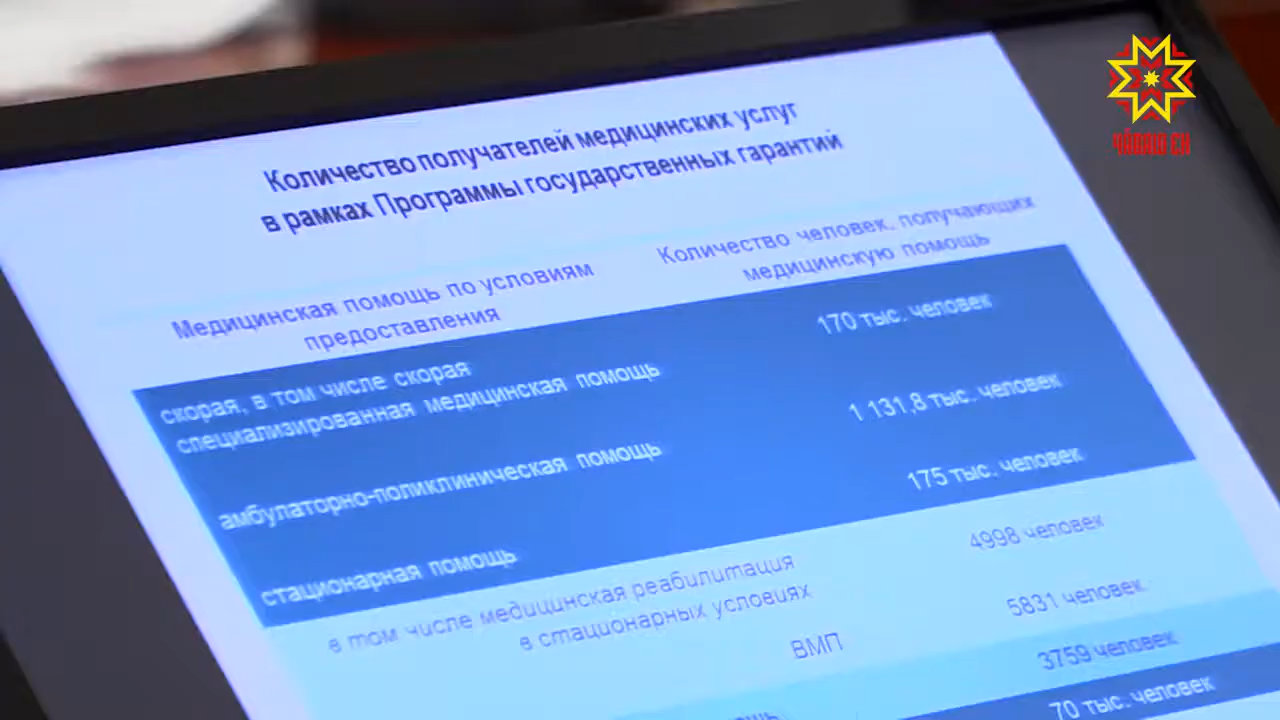 Количество получателей медицинских услуг
в рамках Программы государственных гарантий
Медицинская помощь по условиям
предоставления
Количество человек, получающих
медицинскую помощь
скорая, в том числе скорая
специализированная медицинская помощь
170 тыс. человек
амбулаторно-поликлиническая помощь
1 131,8 тыс. человек
стационарная помощь
175 тыс. человек
в том числе медицинская реабилитация
в стационарных условиях
4998 человек
ВМП
5831 человек
3759 человек
70 тыс. человек
ЧӐВАШ ЕН